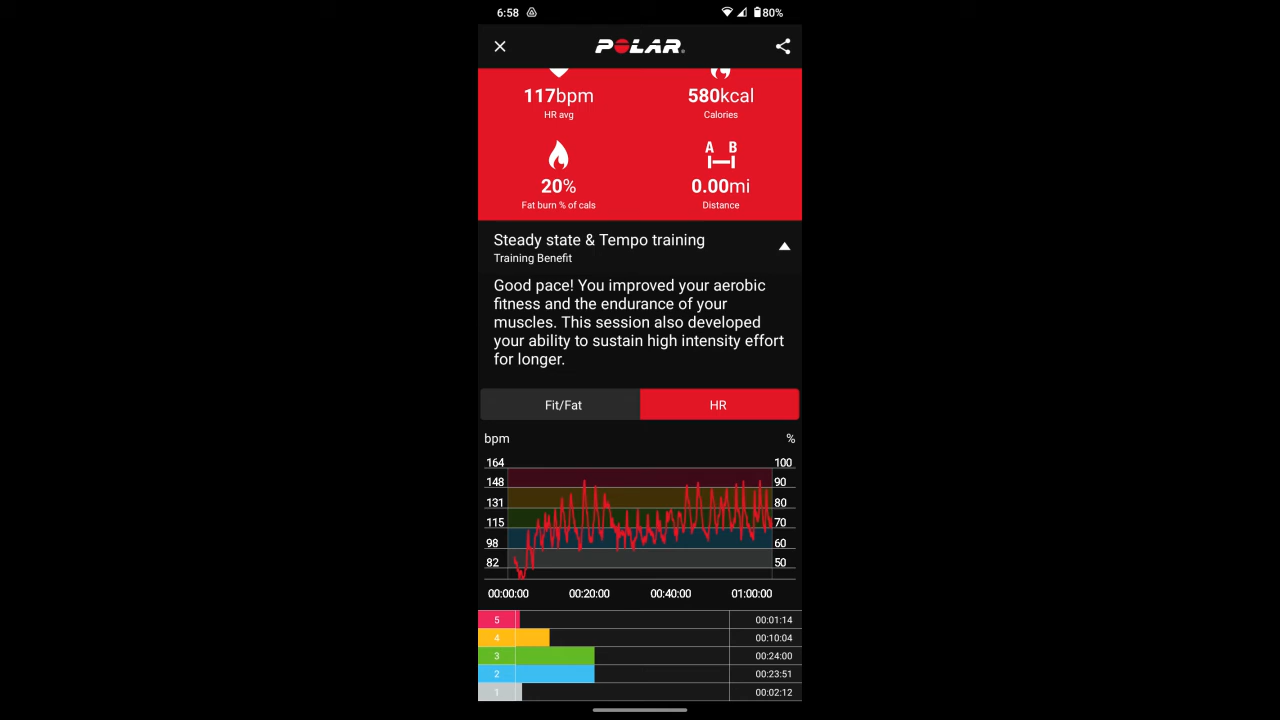 6:58
80%
POLAR
117bpm
580kcal
HR avg
Calories
A B
20%
0.00mi
Fat burn % of cals
Distance
Steady state & Tempo training
Training Benefit
Good pace! You improved your aerobic
fitness and the endurance of your
muscles. This session also developed
your ability to sustain high intensity effort
for longer.
Fit/Fat
HR
bpm
%
164
100
148
90
131
80
115
70
98
60
82
50
00:00:00
00:20:00
00:40:00
01:00:00
5
00:01:14
4
00:10:04
3
00:24:00
2
00:23:51
1
00:02:12